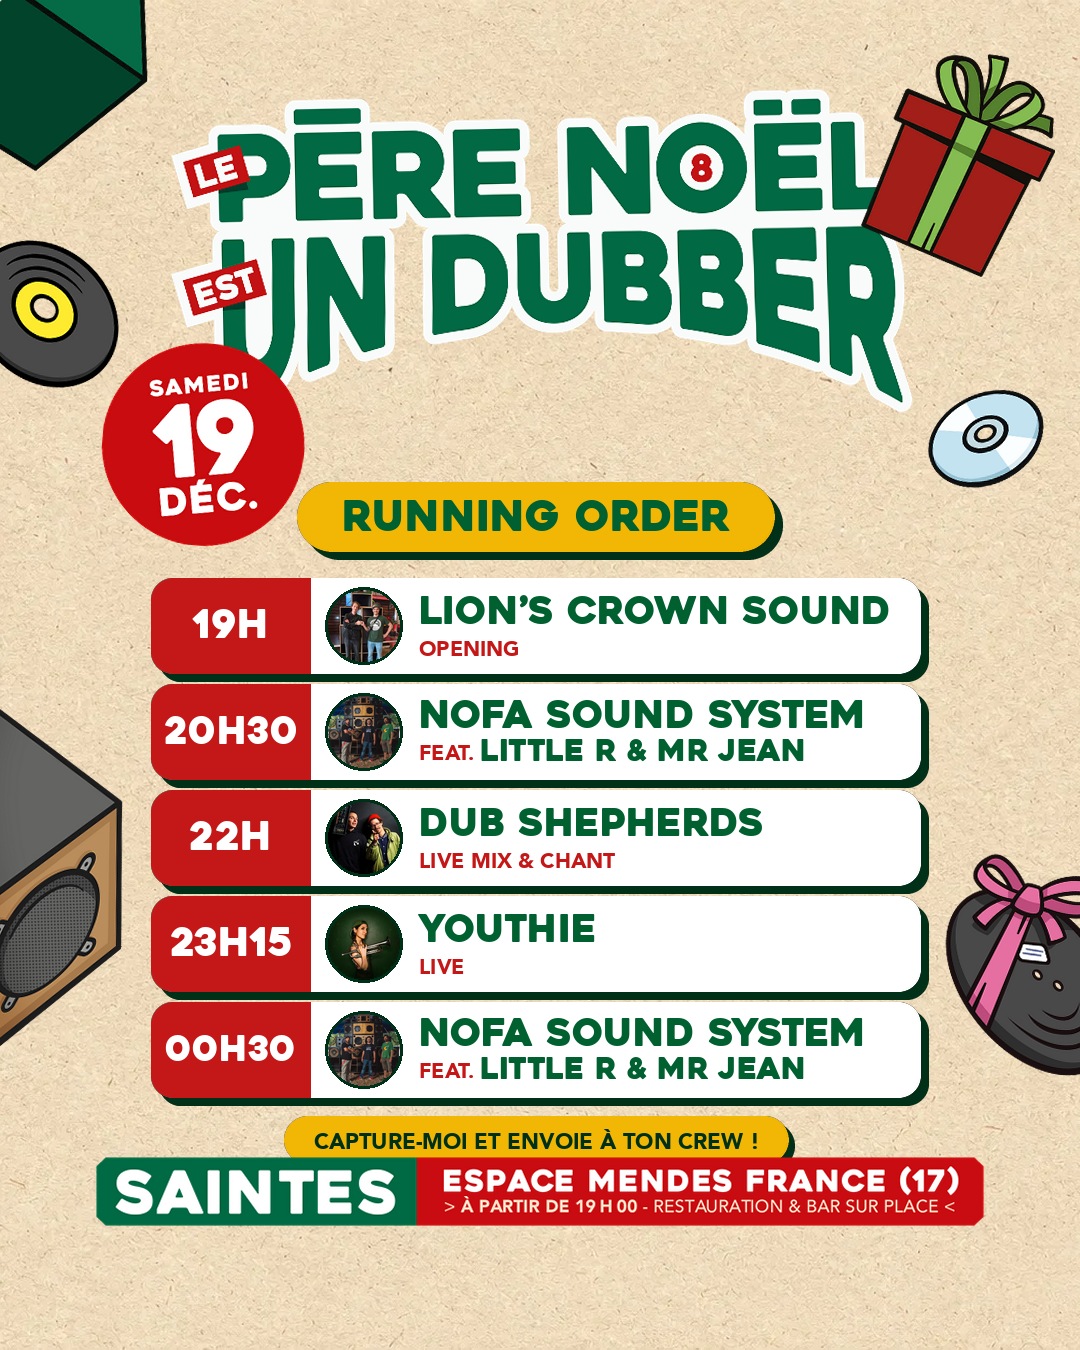 LE PĒRE NOËL
8
EST UN DUBBER
SAMEDI
19
DÉC.
RUNNING ORDER
19H
LION'S CROWN SOUND
OPENING
20H30
NOFA SOUND SYSTEM
FEAT. LITTLE R & MR JEAN
22H
DUB SHEPHERDS
LIVE MIX & CHANT
23H15
YOUTHIE
LIVE
00H30
NOFA SOUND SYSTEM
FEAT. LITTLE R & MR JEAN
CAPTURE-MOI ET ENVOIE À TON CREW !
SAINTES
ESPACE MENDES FRANCE (17)
> À PARTIR DE 19 H 00 - RESTAURATION & BAR SUR PLACE <